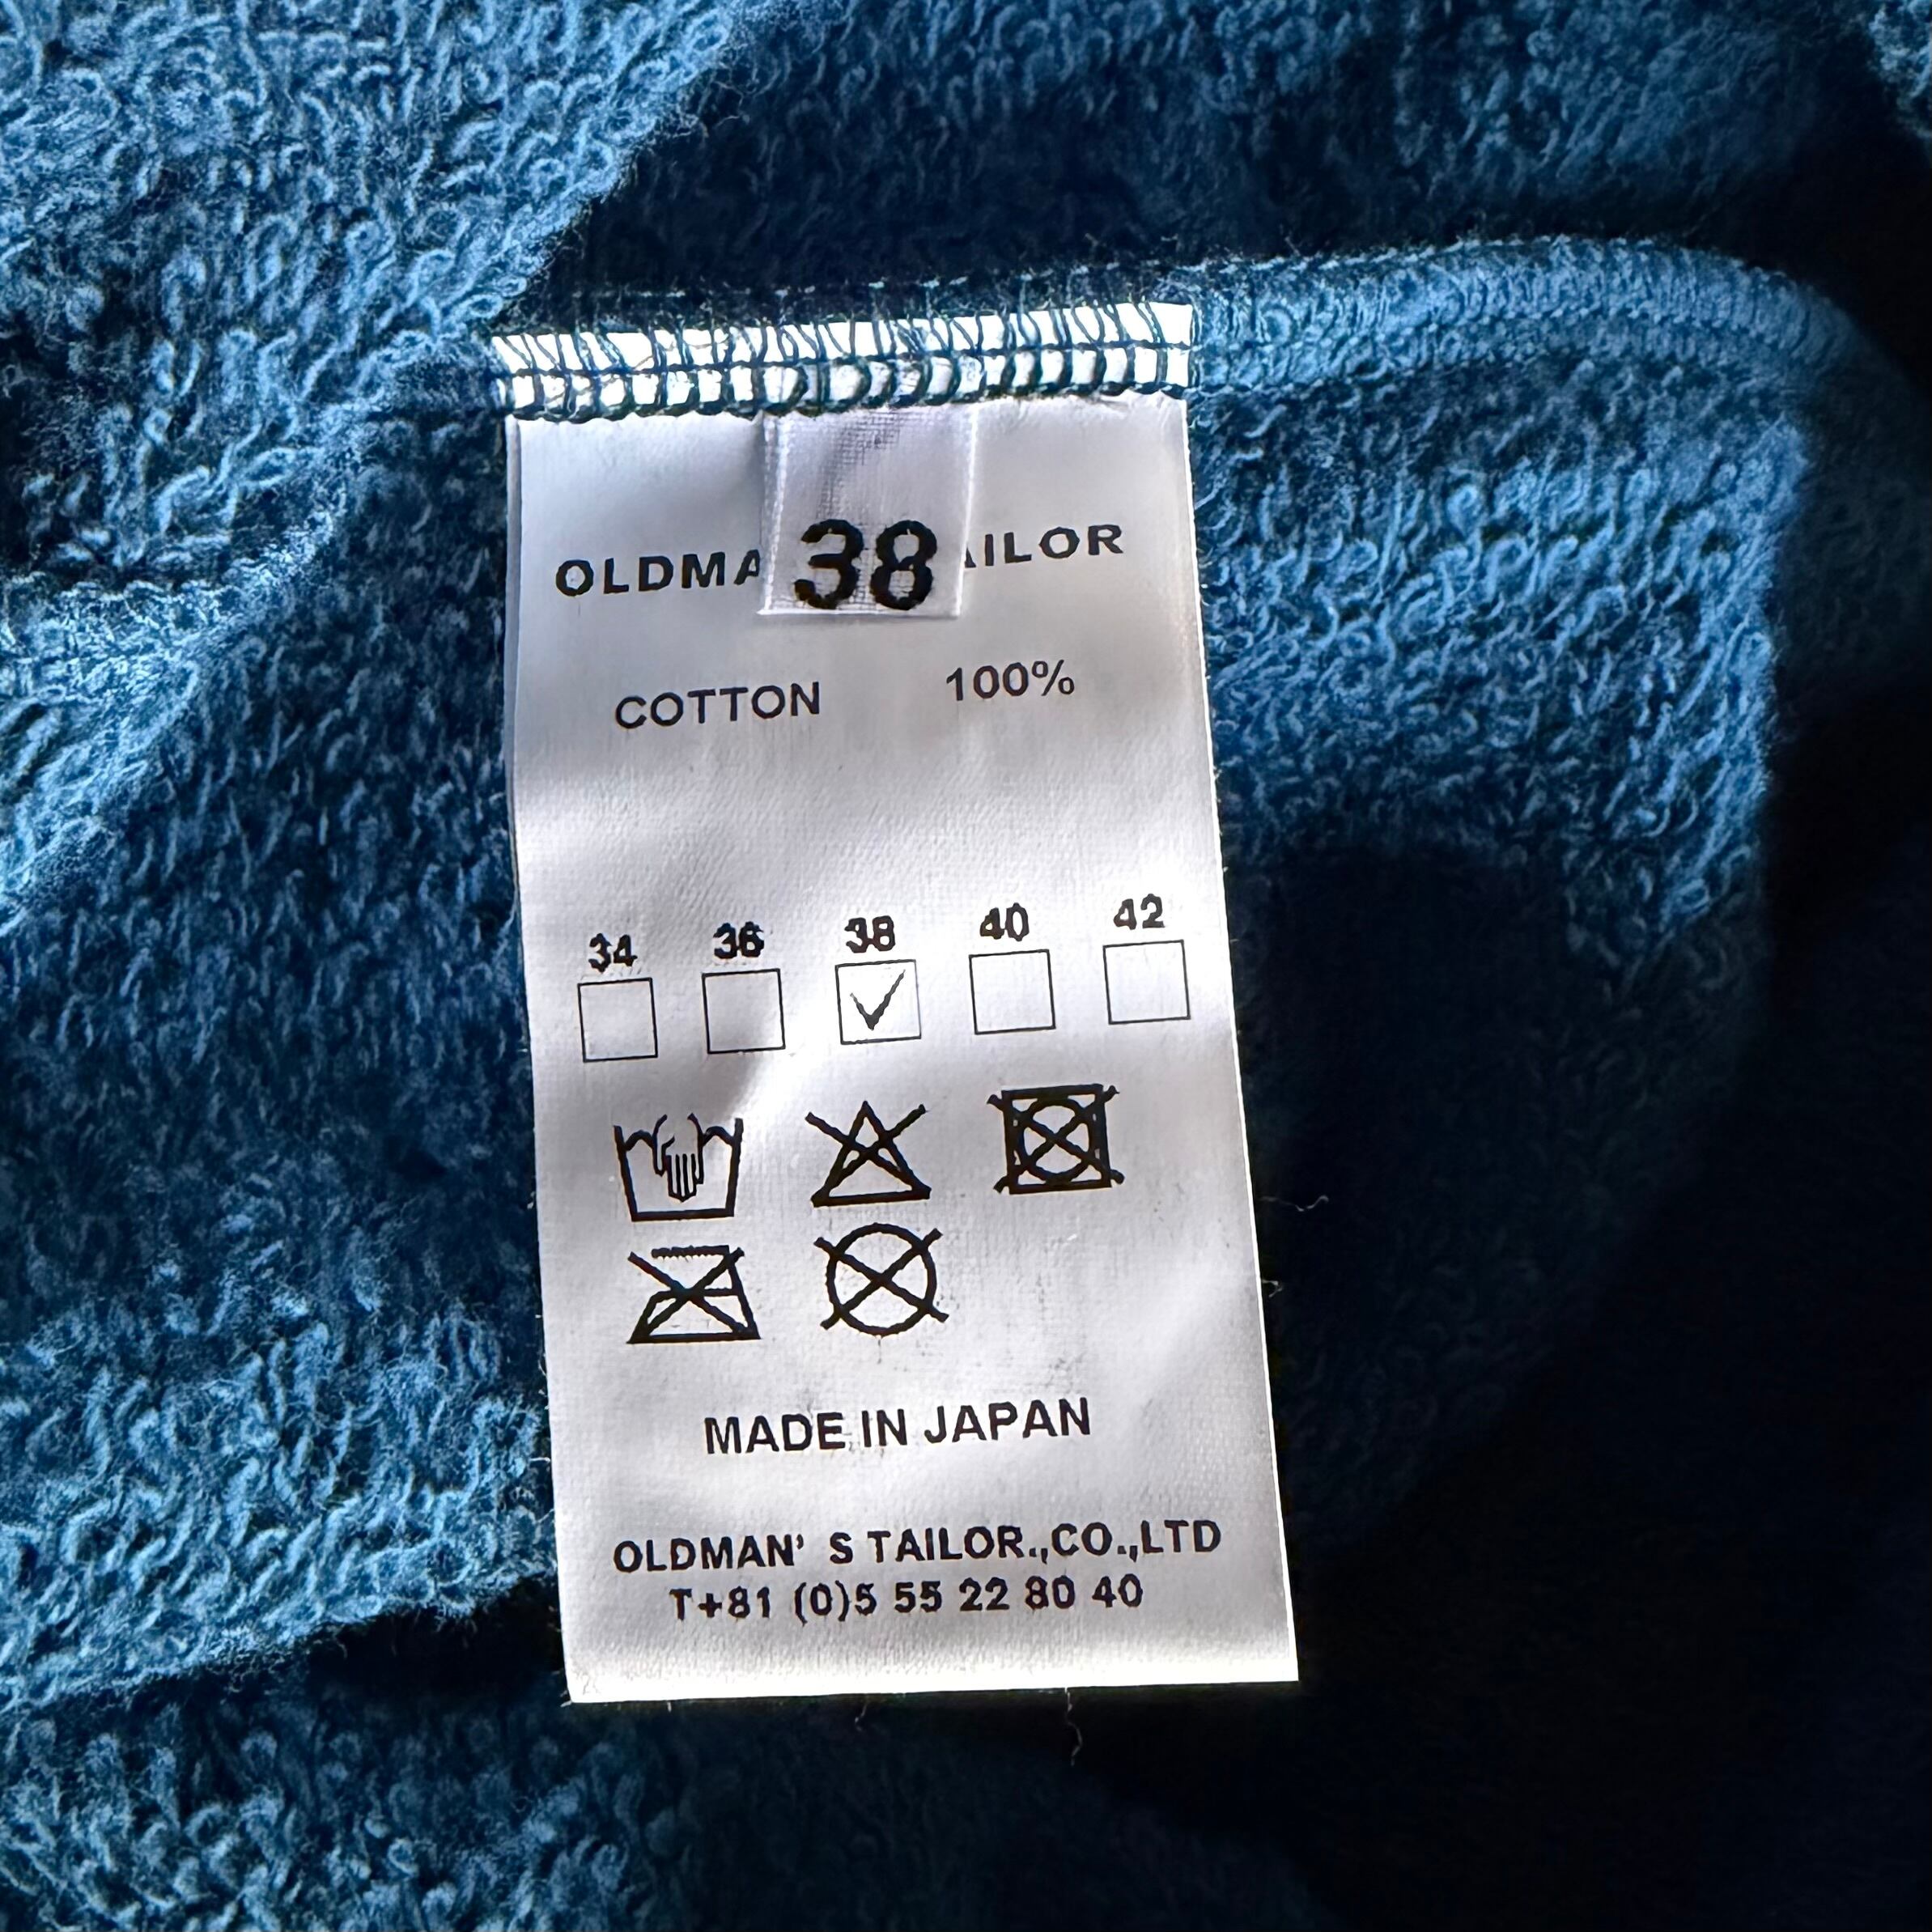 OLDMA 38 AILOR
COTTON 100%
34 36 38 40 42
MADE IN JAPAN
OLDMAN' S TAILOR.,CO.,LTD
T+81 (0)5 55 22 80 40